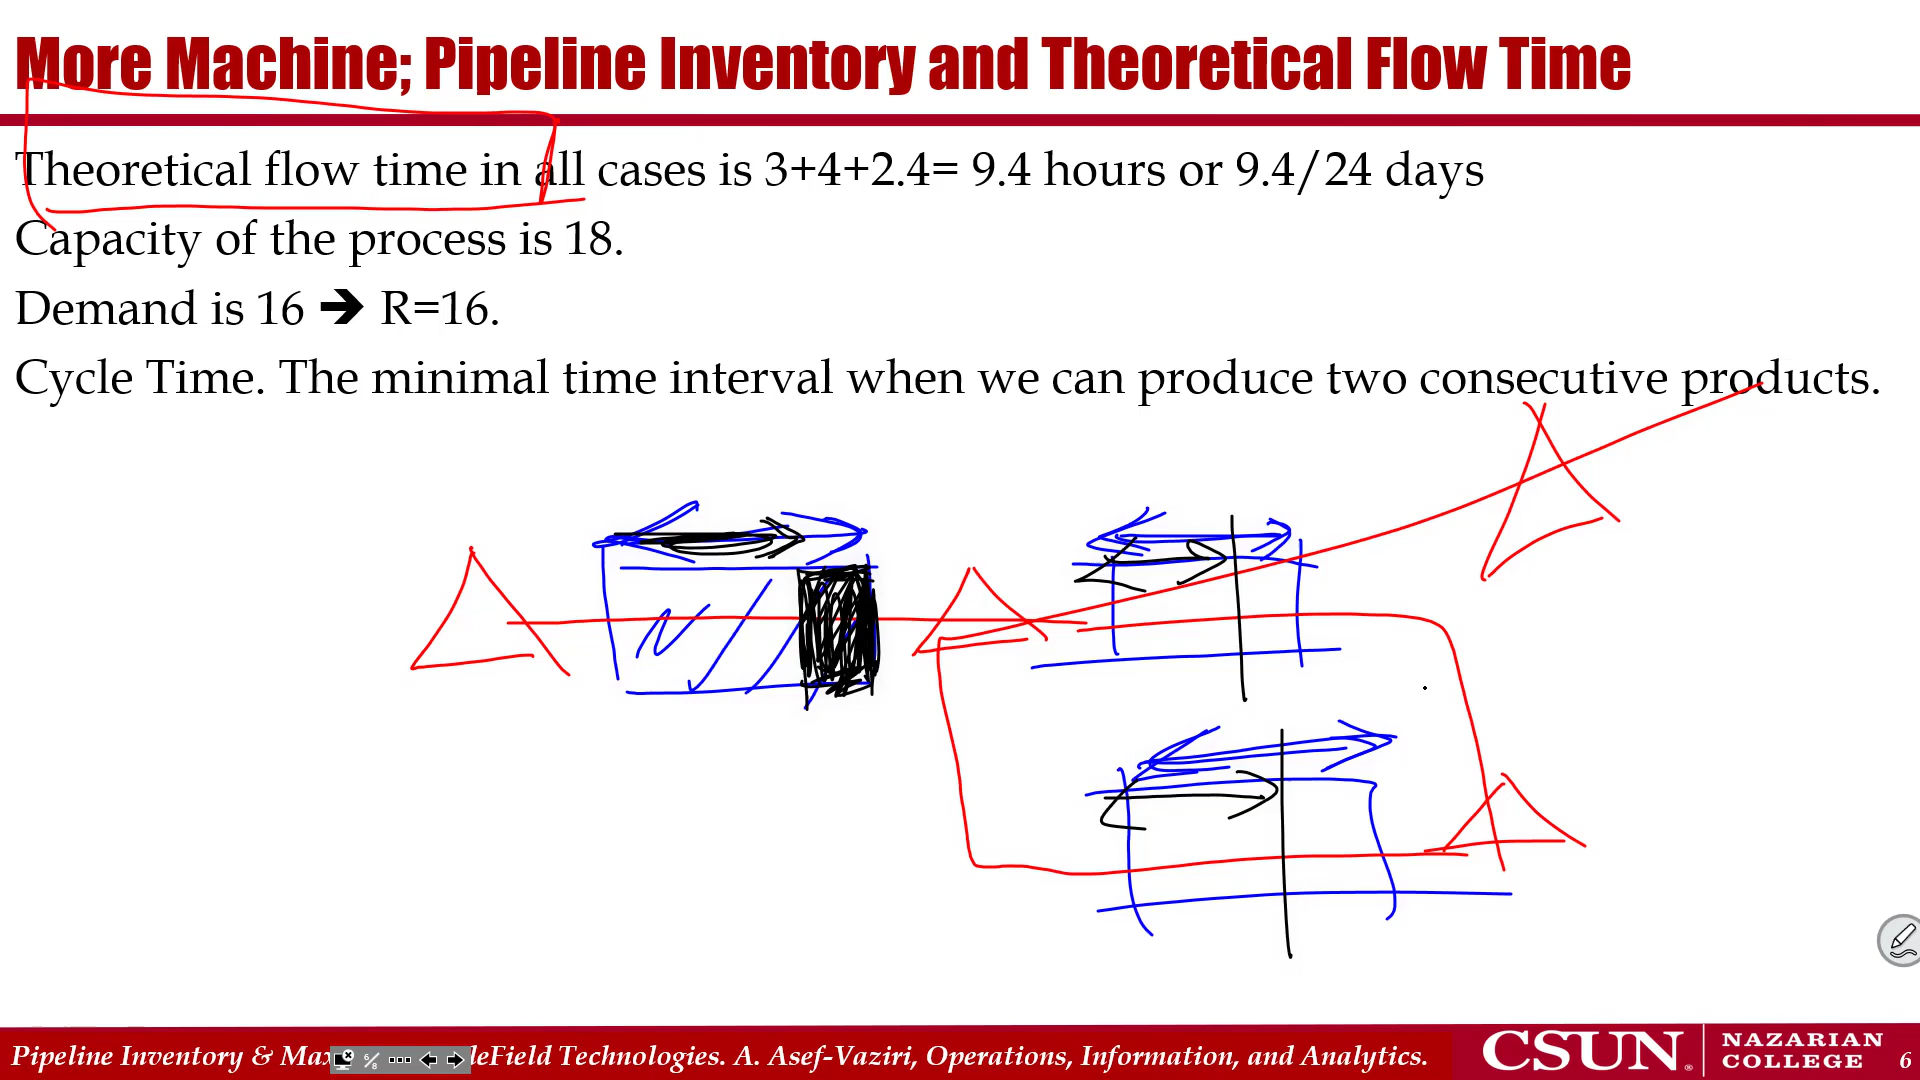 More Machine; Pipeline Inventory and Theoretical Flow Time
Theoretical flow time in all cases is 3+4+2.4= 9.4 hours or 9.4/24 days
Capacity of the process is 18.
Demand is 16 ➔ R=16.
Cycle Time. The minimal time interval when we can produce two consecutive products.
Pipeline Inventory & Max leField Technologies. A. Asef-Vaziri, Operations, Information, and Analytics.
6/8
CSUN
NAZARIAN
COLLEGE
6